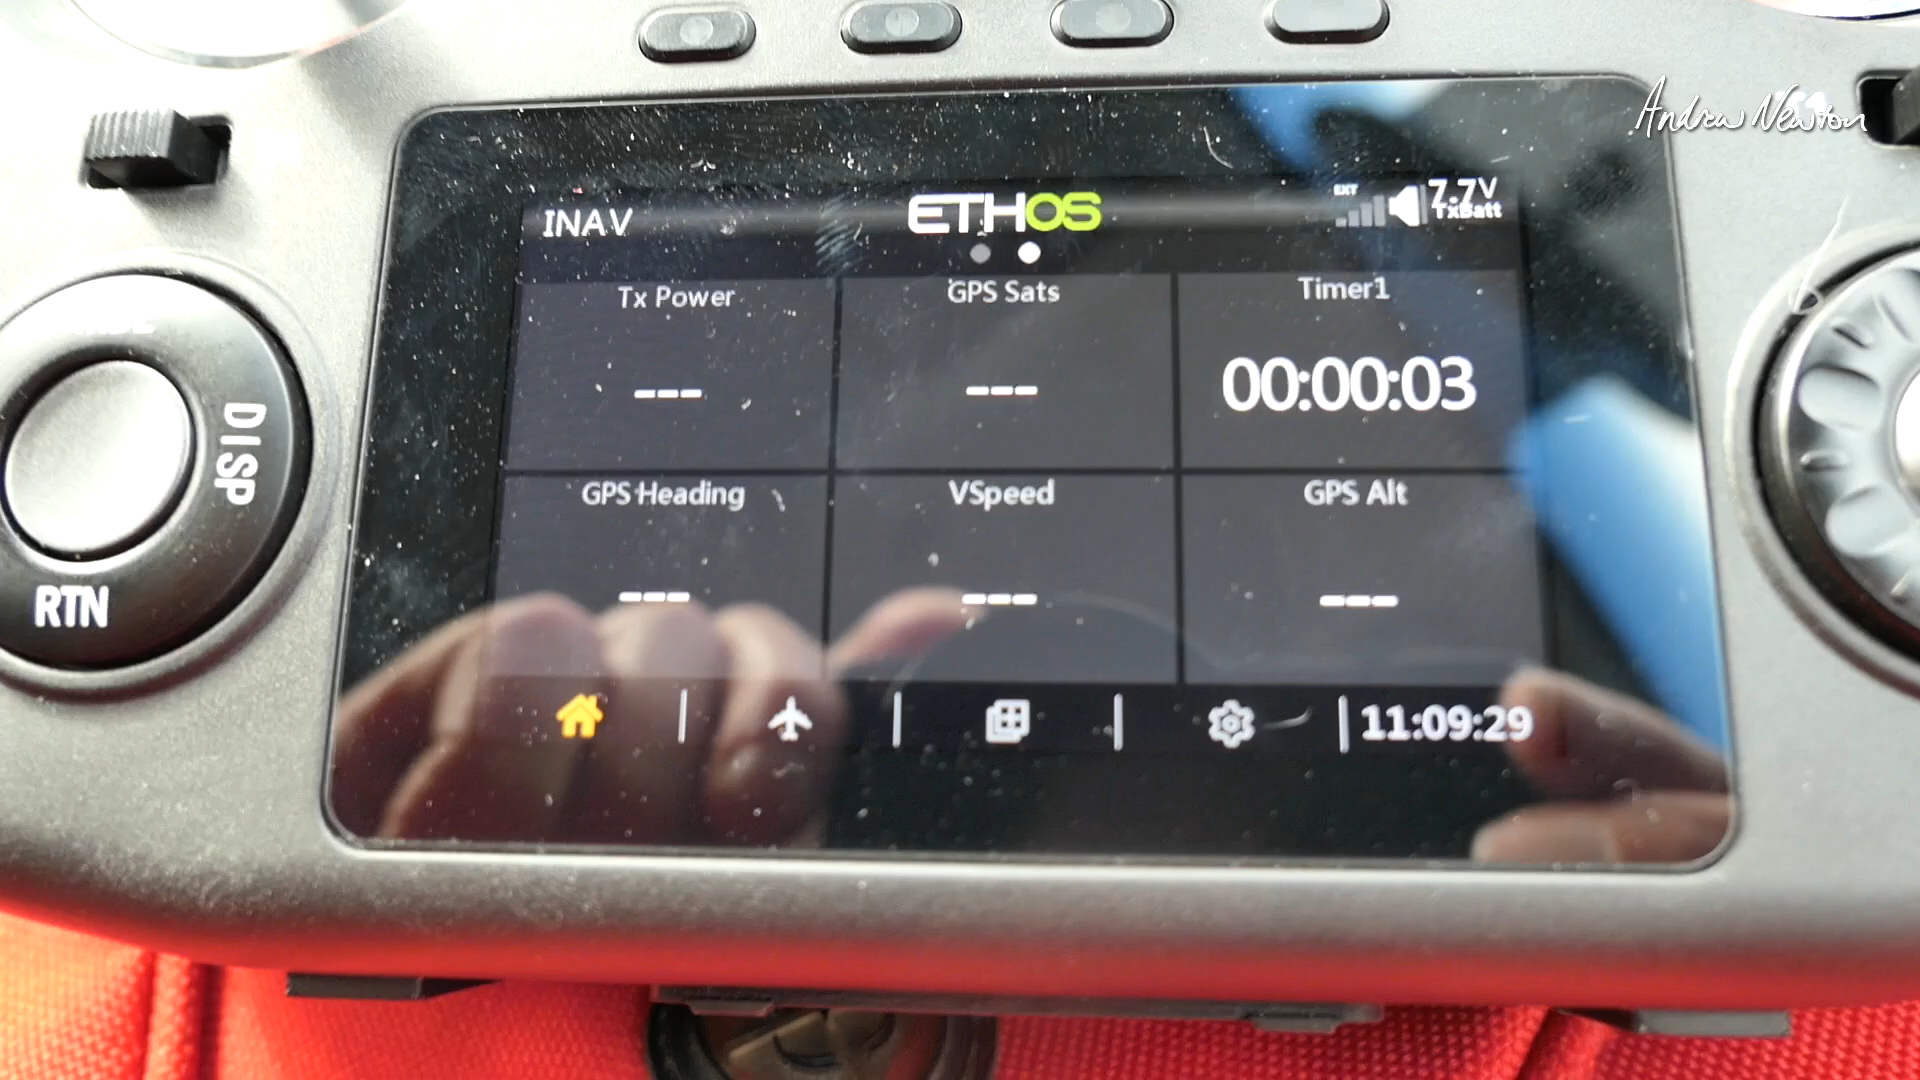 Andrew Newton
INAV
ETHOS
EXT
7.7V
TxBatt
Tx Power
GPS Sats
Timer1
---
---
00:00:03
GPS Heading
VSpeed
GPS Alt
---
---
---
11:09:29
DISP
RTN